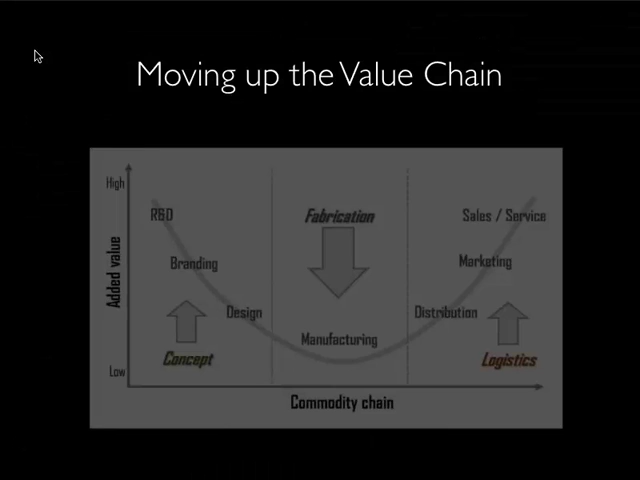 Moving up the Value Chain
High
R&D
Fabrication
Sales / Service
Branding
Marketing
Added value
Design
Distribution
Manufacturing
Concept
Logistics
Low
Commodity chain